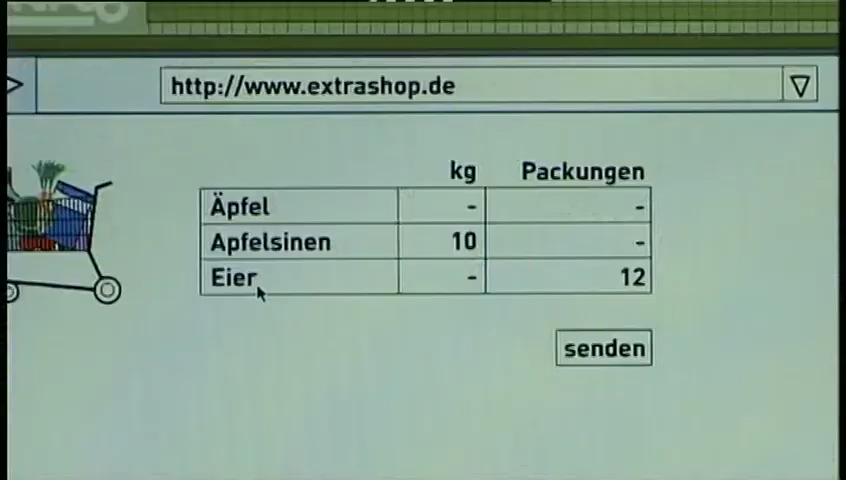 http://www.extrashop.de
kg Packungen
Äpfel - -
Apfelsinen 10 -
Eier - 12
senden